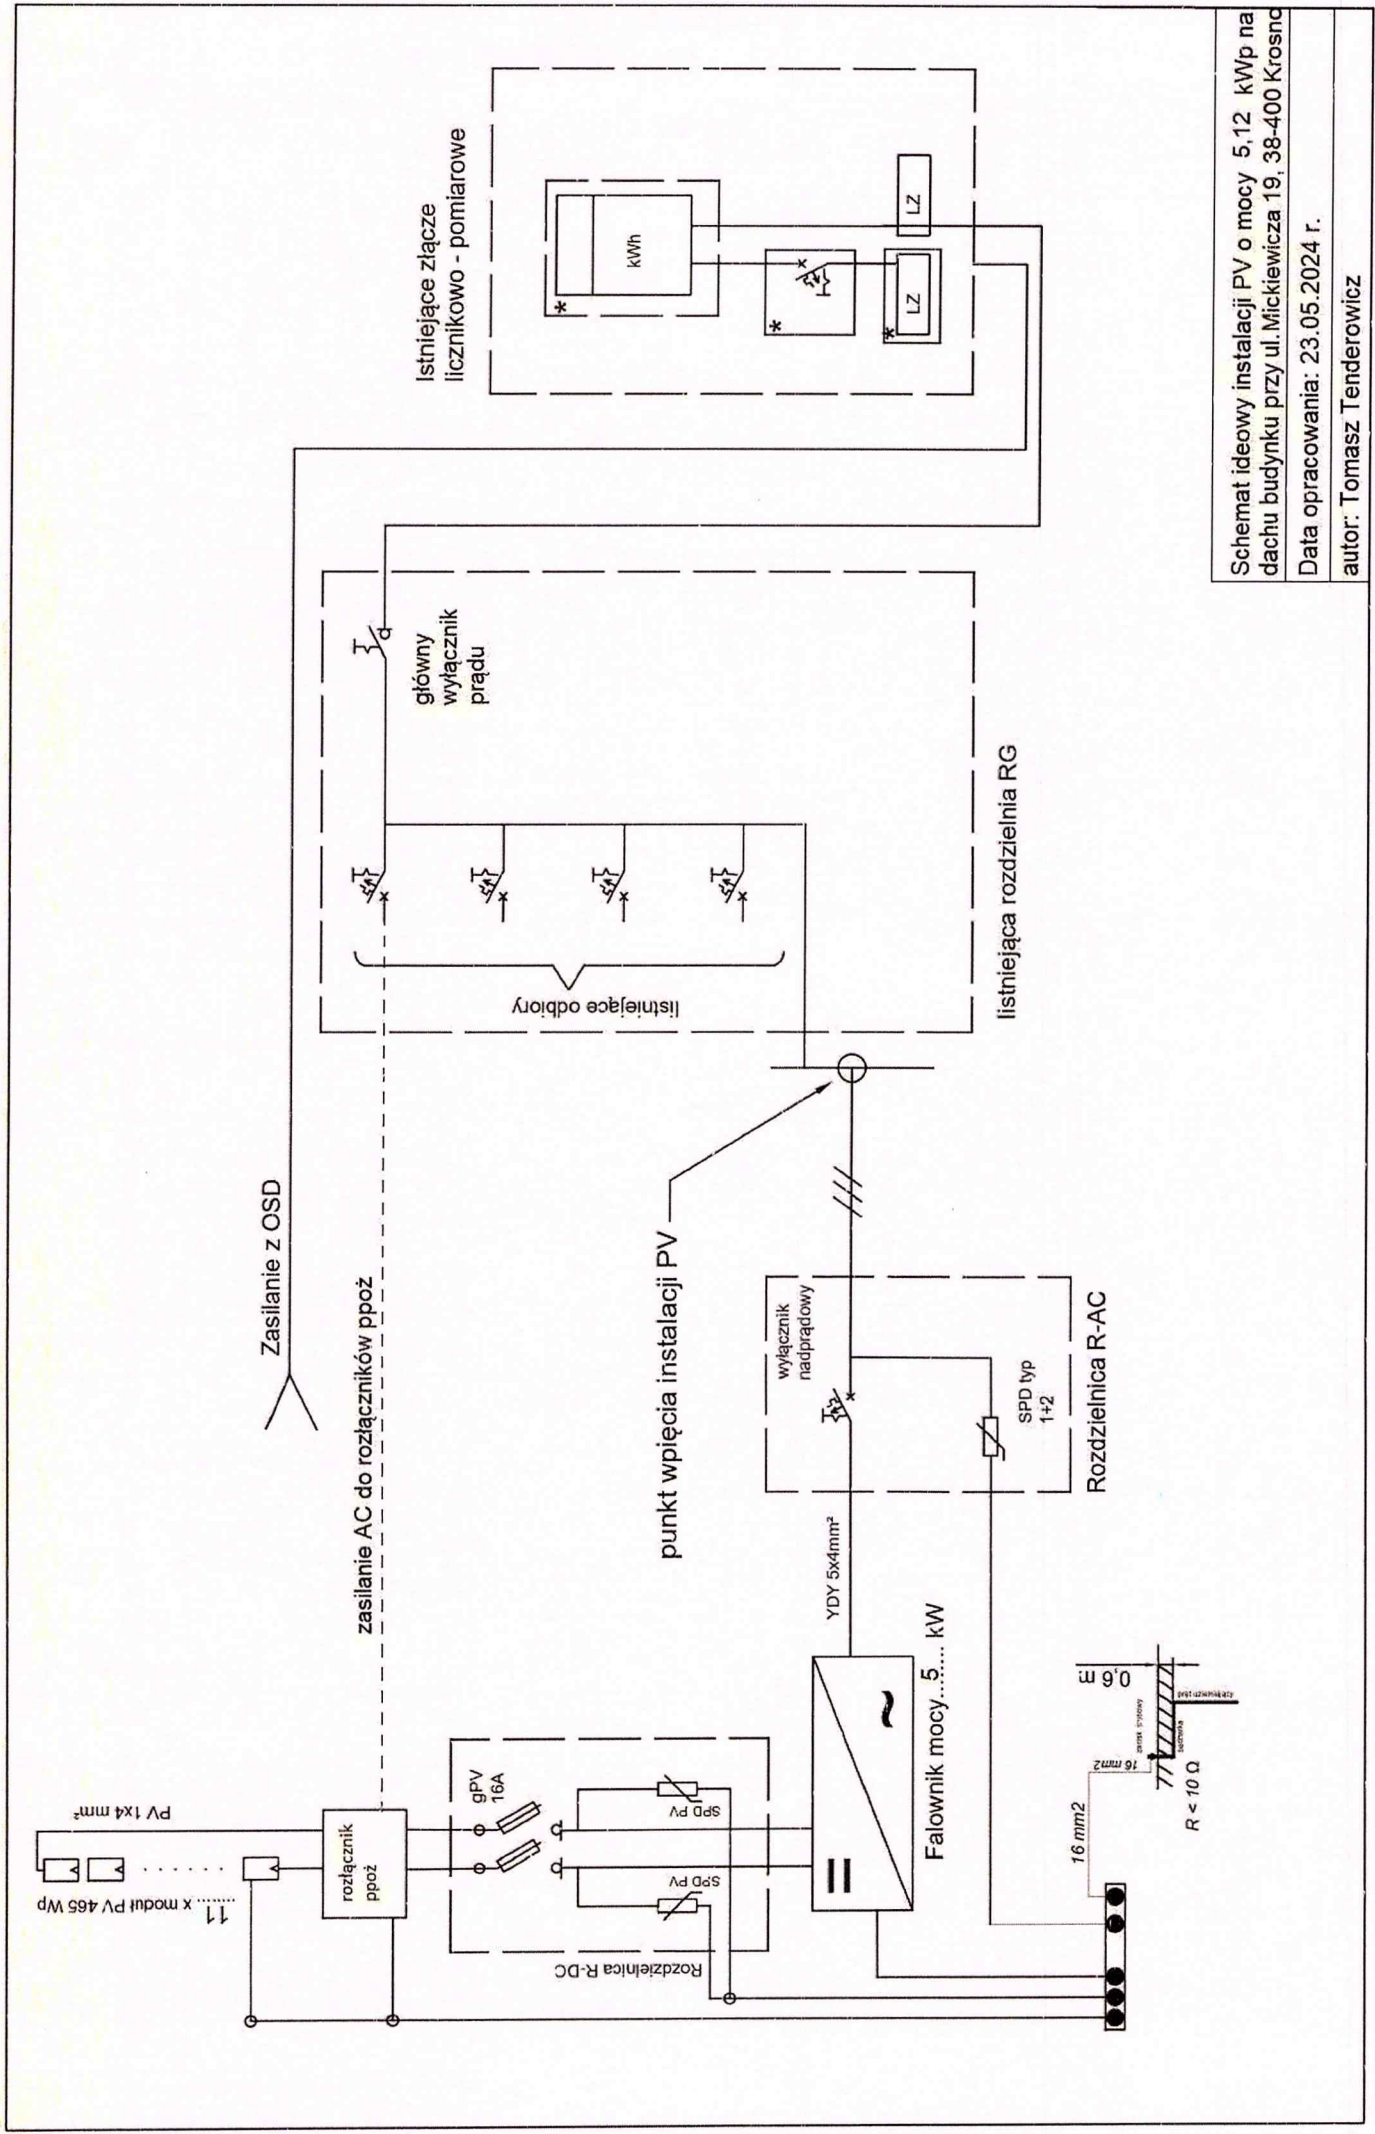 Istniejące złącze
licznikowo - pomiarowe
*
kWh
*
*
LZ
LZ
Zasilanie z OSD
główny
wyłącznik
prądu
Iistniejące odbiory
Iistniejąca rozdzielnia RG
zasilanie AC do rozłączników ppoż
punkt wpięcia instalacji PV
wyłącznik
nadprądowy
SPD typ
1+2
Rozdzielnica R-AC
YDY 5x4mm²
Falownik mocy...5.... kW
PV 1x4 mm²
11 ........ x moduł PV 465 Wp
rozłącznik
ppoż
gPV
16A
SPD PV
SPD PV
Rozdzielnica R-DC
16 mm2
16 mm2
0,6 m
bednarka
R < 10 Ω
Schemat ideowy instalacji PV o mocy 5,12 kWp na
dachu budynku przy ul. Mickiewicza 19, 38-400 Krosno
Data opracowania: 23.05.2024 r.
autor: Tomasz Tenderowicz